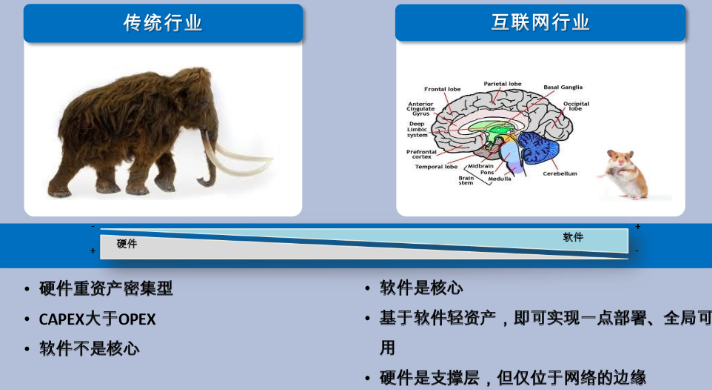 传统行业
互联网行业
Frontal lobe
Parietal lobe
Basal Ganglia
Anterior
Cingulate
Gyrus
Occipital
lobe
Deep
Limbic
system
Prefrontal
cortex
Temporal lobe
Midbrain
Pons
Brain
stem
Medulla
Cerebellum
-
+
硬件
软件
+
-
• 硬件重资产密集型
• CAPEX大于OPEX
• 软件不是核心
• 软件是核心
• 基于软件轻资产，即可实现一点部署、全局可
用
• 硬件是支撑层，但仅位于网络的边缘